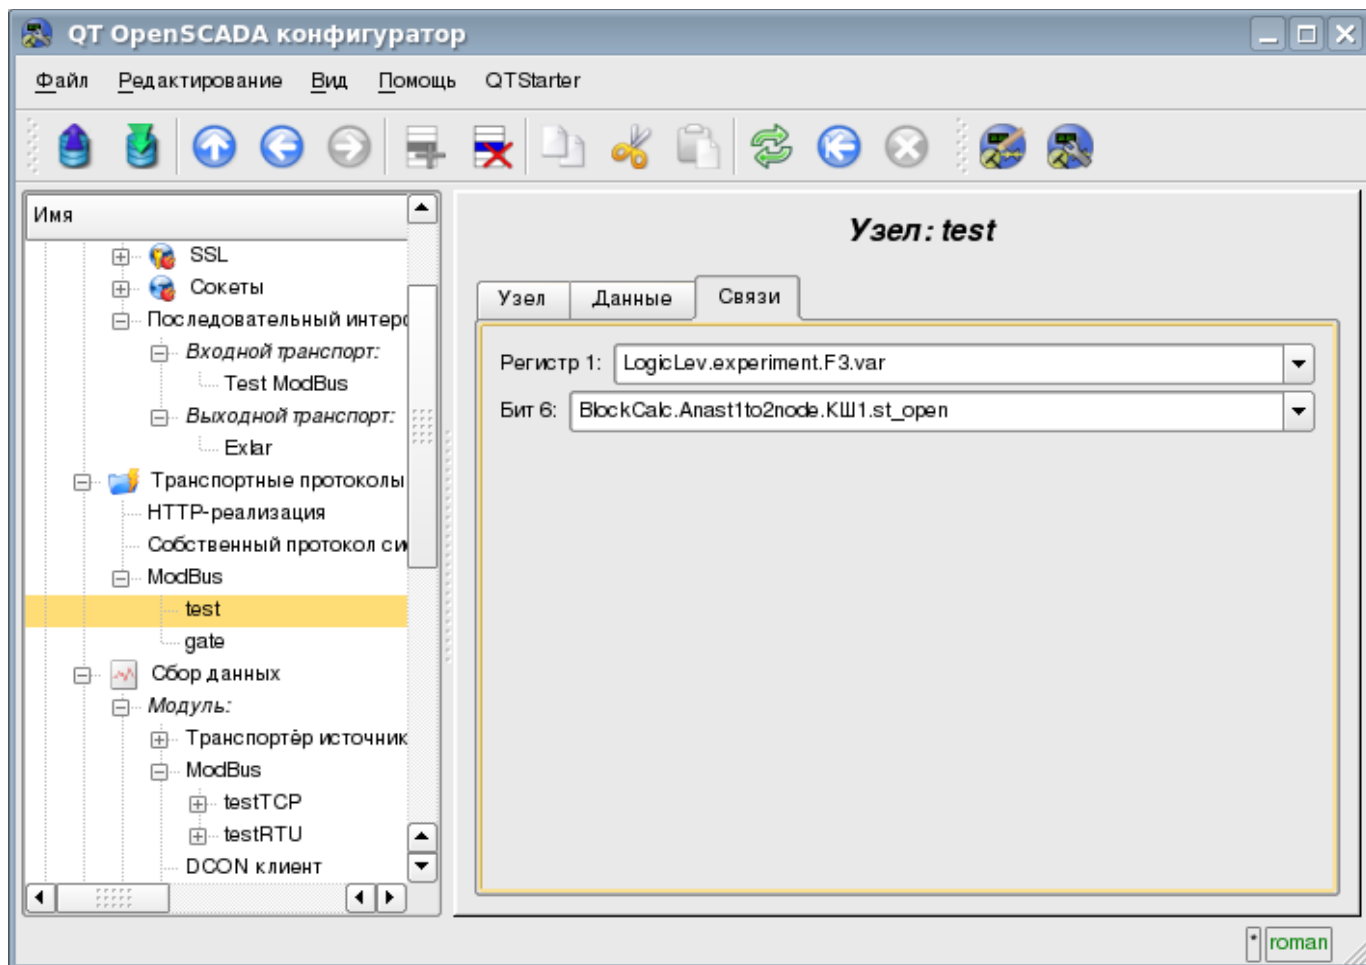 QT OpenSCADA конфигуратор
Файл Редактирование Вид Помощь QTStarter
Имя
SSL
Сокеты
Последовательный интерс
Входной транспорт:
Test ModBus
Выходной транспорт:
Exlar
Транспортные протоколы
HTTP-реализация
Собственный протокол си
ModBus
test
gate
Сбор данных
Модуль:
Транспортёр источник
ModBus
testTCP
testRTU
DCON клиент
Узел: test
Узел Данные Связи
Регистр 1: LogicLev.experiment.F3.var
Бит 6: BlockCalc.Anast1to2node.КШ1.st_open
* roman